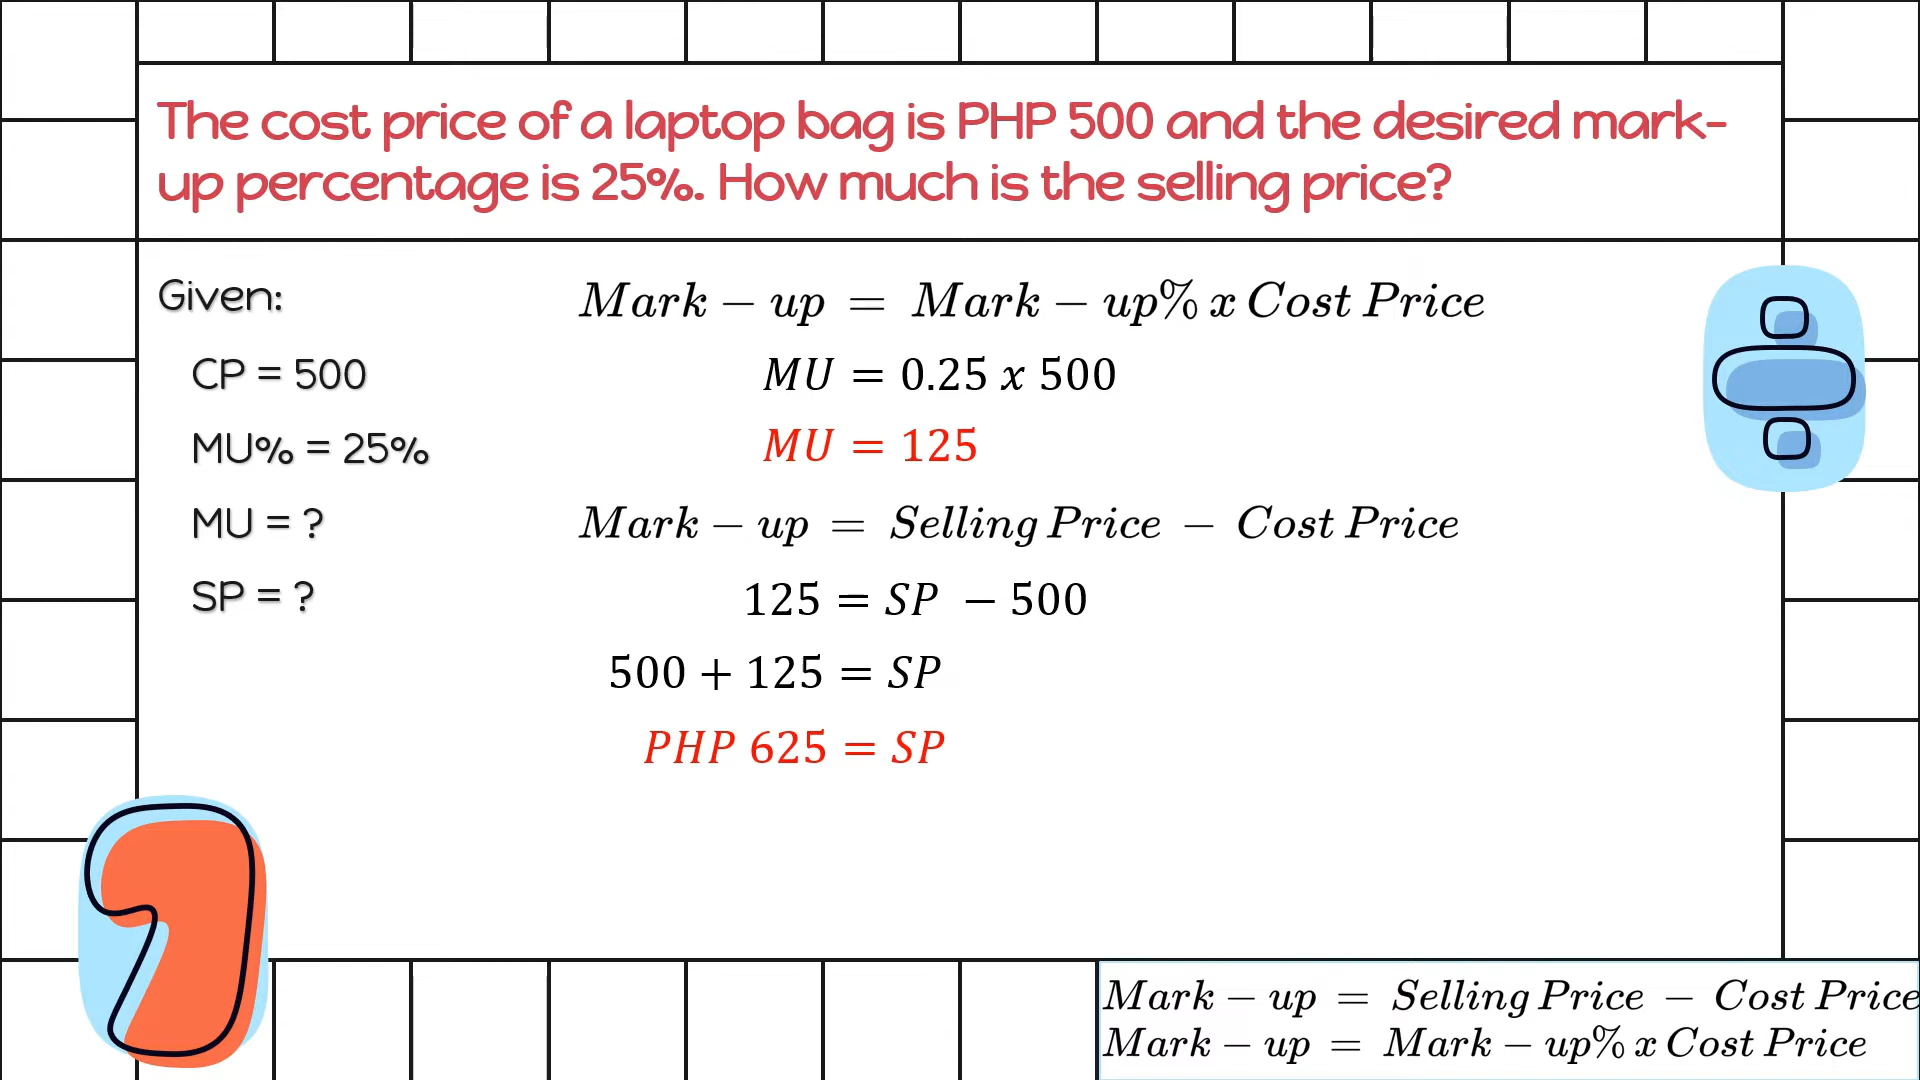 The cost price of a laptop bag is PHP 500 and the desired mark-
up percentage is 25%. How much is the selling price?
Given:
CP = 500
MU% = 25%
MU = ?
SP = ?
Mark − up = Mark − up% x Cost Price
MU = 0.25 x 500
MU = 125
Mark − up = Selling Price − Cost Price
125 = SP − 500
500 + 125 = SP
PHP 625 = SP
Mark − up = Selling Price − Cost Price
Mark − up = Mark − up% x Cost Price